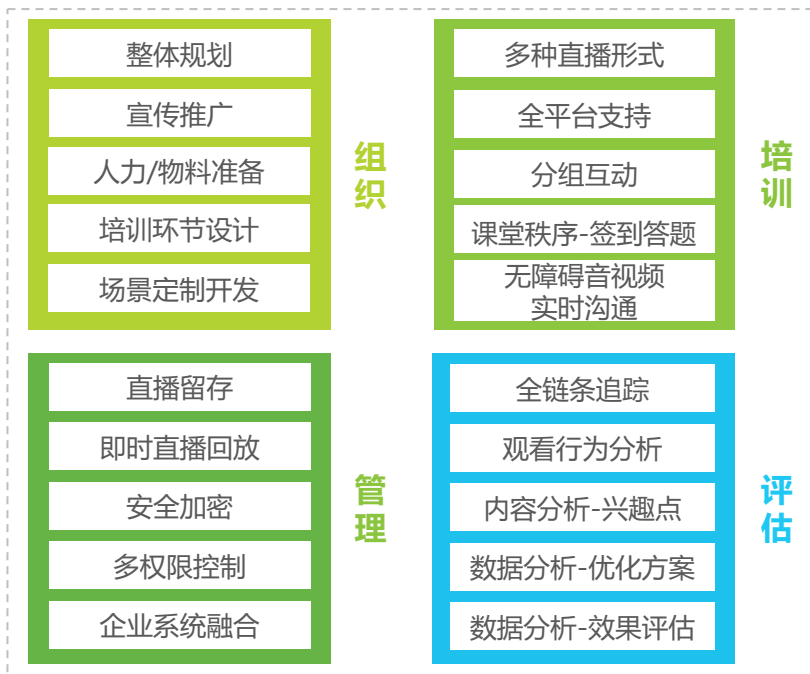 整体规划
宣传推广
人力/物料准备
培训环节设计
场景定制开发
组
织
多种直播形式
全平台支持
分组互动
课堂秩序-签到答题
无障碍音视频
实时沟通
培
训
直播留存
即时直播回放
安全加密
多权限控制
企业系统融合
管
理
全链条追踪
观看行为分析
内容分析-兴趣点
数据分析-优化方案
数据分析-效果评估
评
估